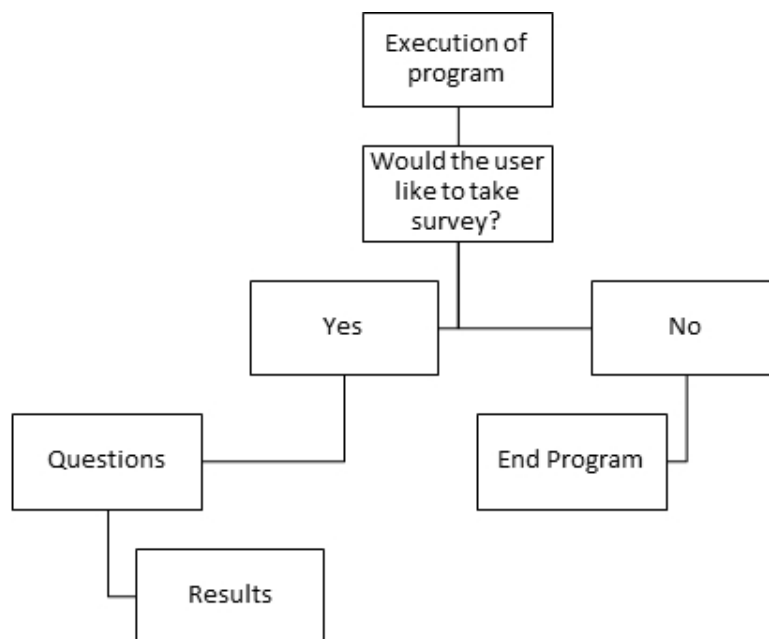 Execution of
program
Would the user
like to take
survey?
Yes
No
Questions
End Program
Results